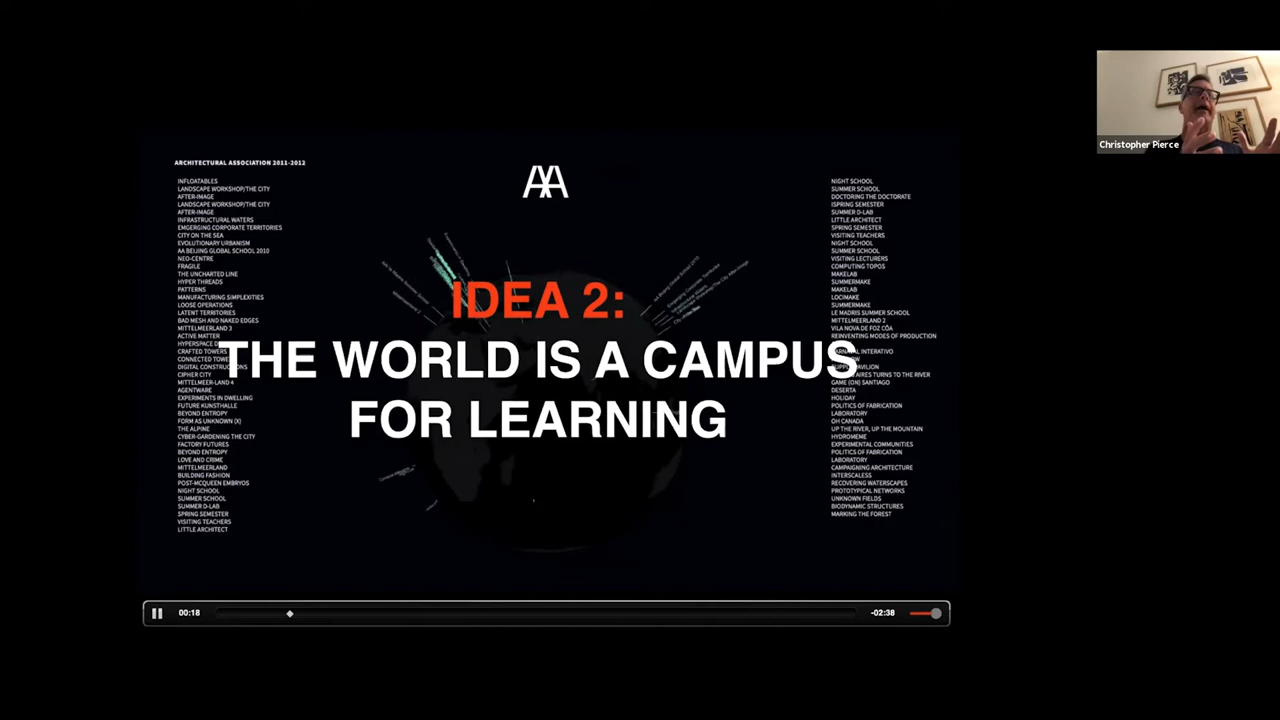 ARCHITECTURAL ASSOCIATION 2011-2012
AA
INFLOATABLES
LANDSCAPE WORKSHOP/THE CITY
AFTER-IMAGE
LANDSCAPE WORKSHOP/THE CITY
AFTER-IMAGE
INFRASTRUCTURAL WATERS
EMGERGING CORPORATE TERRITORIES
CITY ON THE SEA
EVOLUTIONARY URBANISM
AA BEIJING GLOBAL SCHOOL 2010
NEO-CENTRE
FRAGILE
THE UNCHARTED LINE
HYPER THREADS
PATTERNS
MANUFACTURING SIMPLEXITIES
LOOSE OPERATIONS
LATENT TERRITORIES
BAD MESH AND NAKED EDGES
MITTELMEERLAND 3
ACTIVE MATTER
HYPERSPACE
CRAFTED TOWERS
CONNECTED
DIGITAL
CIPHER CITY
MITTELMEER-LAND 4
AGENTWARE
EXPERIMENTS IN DWELLING
FUTURE KUNSTHALLE
BEYOND ENTROPY
FORM AS UNKNOWN (X)
THE ALPINE
CYBER-GARDENING THE CITY
FACTORY FUTURES
BEYOND ENTROPY
LOVE AND CRIME
MITTELMEERLAND
BUILDING FASHION
POST-MCQUEEN EMBRYOS
NIGHT SCHOOL
SUMMER SCHOOL
SUMMER D-LAB
SPRING SEMESTER
VISITING TEACHERS
LITTLE ARCHITECT
IDEA 2:
THE WORLD IS A CAMPUS
FOR LEARNING
NIGHT SCHOOL
SUMMER SCHOOL
DOCTORING THE DOCTORATE
ISPRING SEMESTER
SUMMER D-LAB
LITTLE ARCHITECT
SPRING SEMESTER
VISITING TEACHERS
NIGHT SCHOOL
SUMMER SCHOOL
VISITING LECTURERS
COMPUTING TOPOS
MAKELAB
SUMMERMAKE
MAKELAB
LOCIMAKE
SUMMERMAKE
LE MADRIS SUMMER SCHOOL
MITTELMEERLAND 2
VILA NOVA DE FOZ CÔA
REINVENTING MODES OF PRODUCTION
INTERATIVO
AIRES TURNS TO THE RIVER
GAME (ON) SANTIAGO
DESERTA
HOLIDAY
POLITICS OF FABRICATION
LABORATORY
OH CANADA
UP THE RIVER, UP THE MOUNTAIN
HYDROMEME
EXPERIMENTAL COMMUNITIES
POLITICS OF FABRICATION
LABORATORY
CAMPAIGNING ARCHITECTURE
INTERSCALESS
RECOVERING WATERSCAPES
PROTOTYPICAL NETWORKS
UNKNOWN FIELDS
BIODYNAMIC STRUCTURES
MARKING THE FOREST
00:18
-02:38
Christopher Pierce